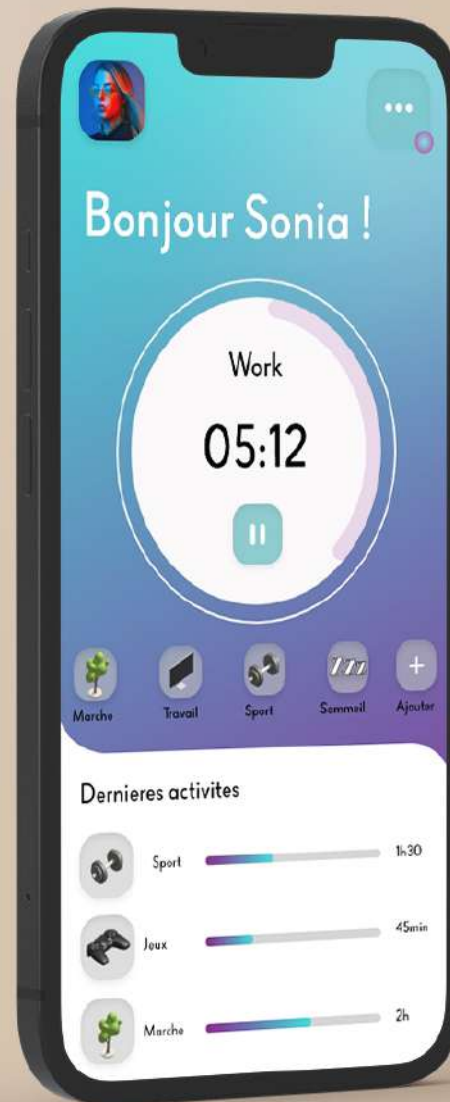 Bonjour Sonia !
Work
05:12
Marche
Travail
Sport
Sommeil
Ajouter
Dernieres activites
Sport
1h30
Jeux
45min
Marche
2h